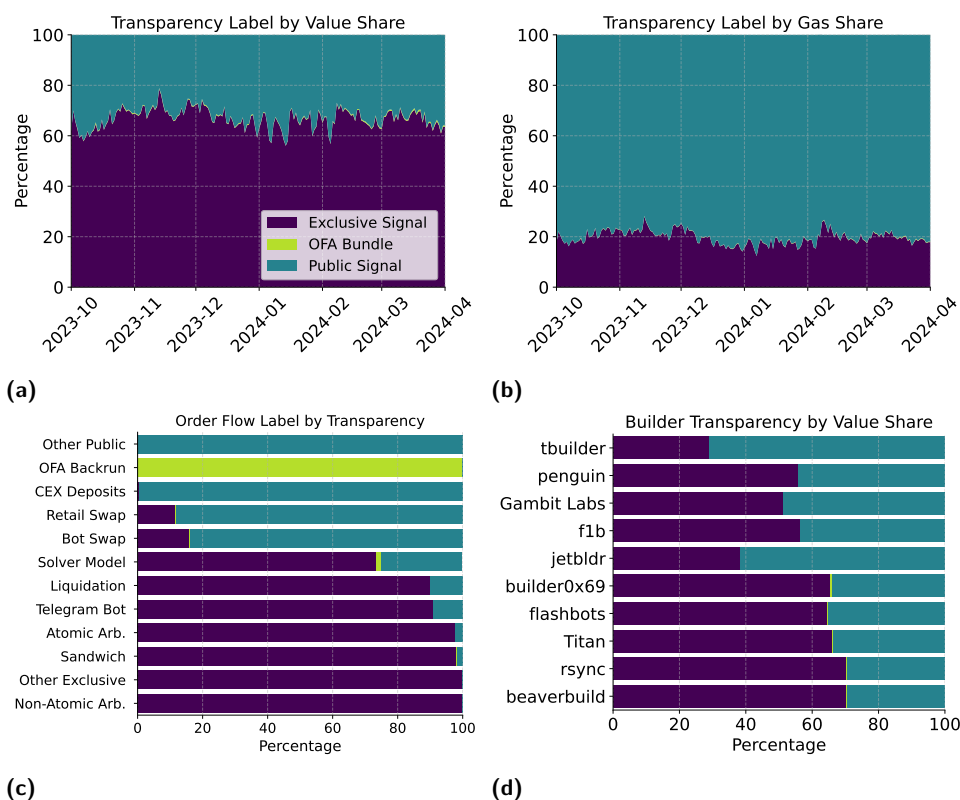 Transparency Label by Value Share
100
80
60
40
20
0
Percentage
Exclusive Signal
OFA Bundle
Public Signal
2023-10
2023-11
2023-12
2024-01
2024-02
2024-03
2024-04
(a)
Transparency Label by Gas Share
100
80
60
40
20
0
Percentage
2023-10
2023-11
2023-12
2024-01
2024-02
2024-03
2024-04
(b)
Order Flow Label by Transparency
Other Public
OFA Backrun
CEX Deposits
Retail Swap
Bot Swap
Solver Model
Liquidation
Telegram Bot
Atomic Arb.
Sandwich
Other Exclusive
Non-Atomic Arb.
0 20 40 60 80 100
Percentage
(c)
Builder Transparency by Value Share
tbuilder
penguin
Gambit Labs
f1b
jetbldr
builder0x69
flashbots
Titan
rsync
beaverbuild
0 20 40 60 80 100
Percentage
(d)